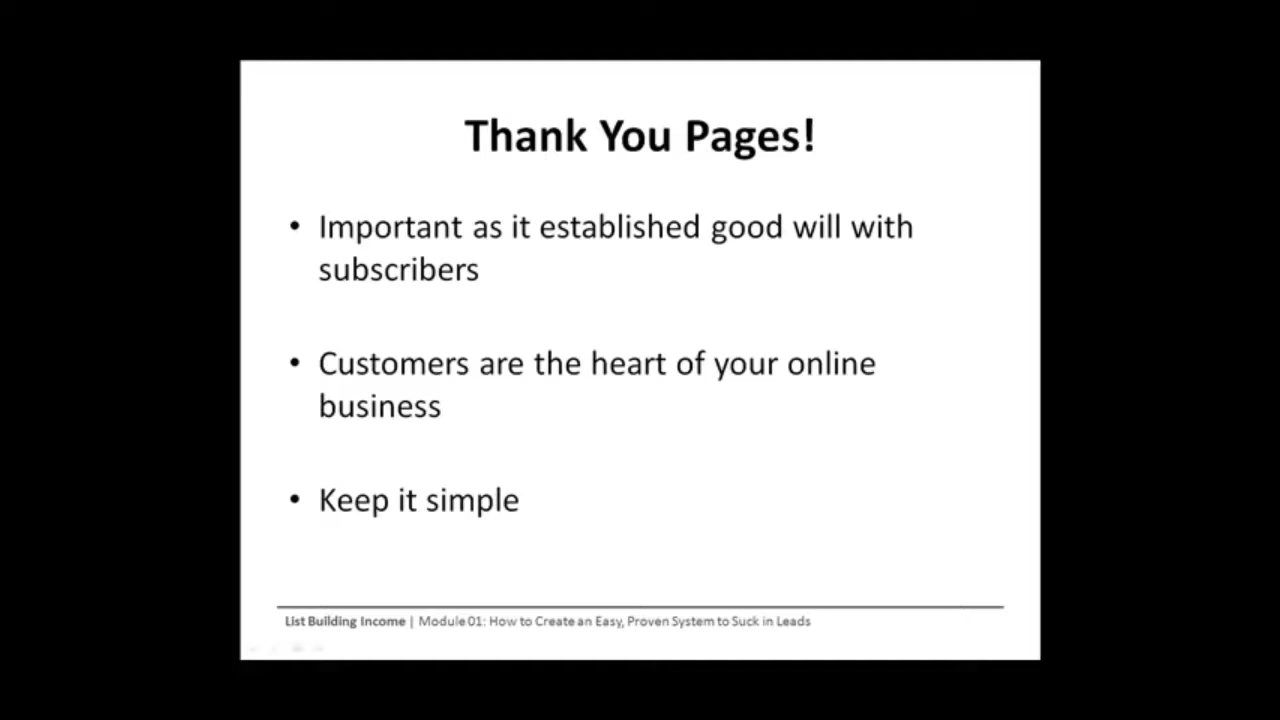 Thank You Pages!
• Important as it established good will with
subscribers
• Customers are the heart of your online
business
• Keep it simple
List Building Income | Module 01: How to Create an Easy, Proven System to Suck in Leads